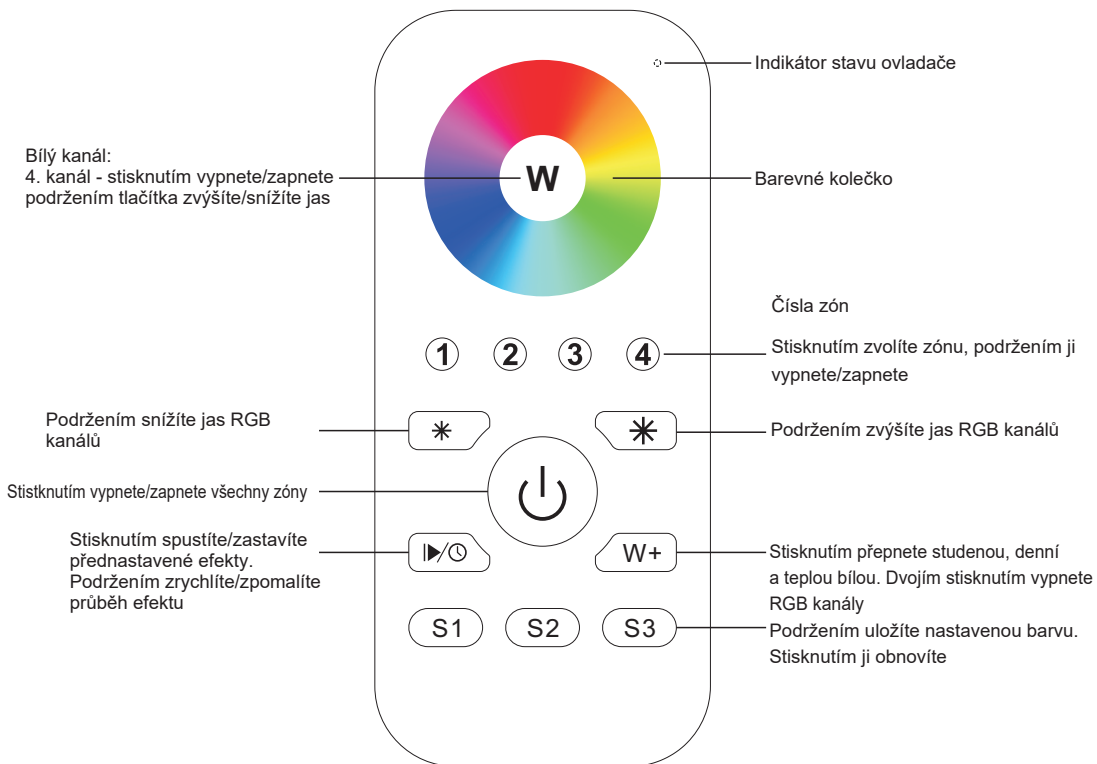 Indikátor stavu ovladače
Bílý kanál:
4. kanál - stisknutím vypnete/zapnete
podržením tlačítka zvýšíte/snížíte jas
W
Barevné kolečko
Čísla zón
1 2 3 4
Stisknutím zvolíte zónu, podržením ji
vypnete/zapnete
Podržením snížíte jas RGB
kanálů
Podržením zvýšíte jas RGB kanálů
Stistknutím vypnete/zapnete všechny zóny
Stisknutím spustíte/zastavíte
přednastavené efekty.
Podržením zrychlíte/zpomalíte
průběh efektu
W+
Stisknutím přepnete studenou, denní
a teplou bílou. Dvojím stisknutím vypnete
RGB kanály
S1 S2 S3
Podržením uložíte nastavenou barvu.
Stisknutím ji obnovíte